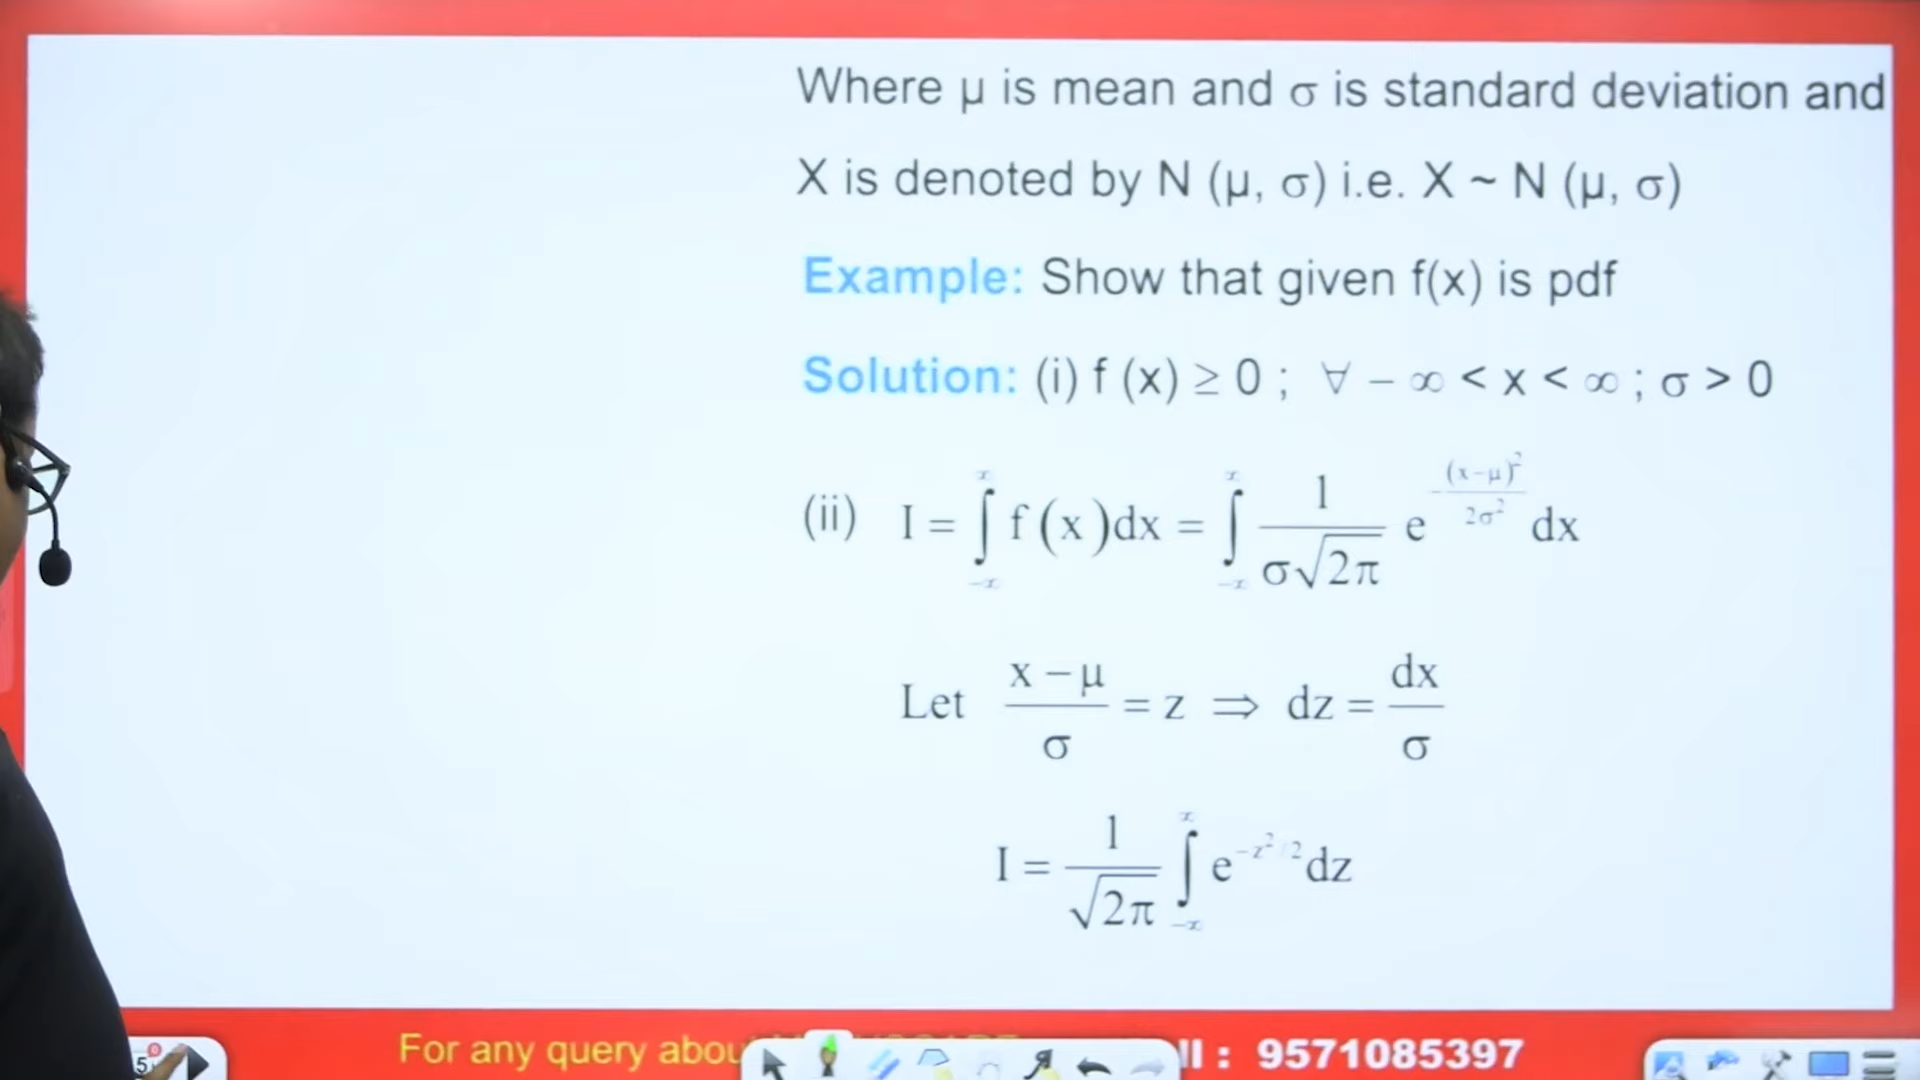 Where μ is mean and σ is standard deviation and
X is denoted by N (μ, σ) i.e. X ~ N (μ, σ)
Example: Show that given f(x) is pdf
Solution: (i) f (x) ≥ 0 ; ∀ – ∞ < x < ∞ ; σ > 0
(ii) I = ∫_{-∞}^{∞} f (x)dx = ∫_{-∞}^{∞} 1/(σ√2π) e^{-(x-μ)²/2σ²} dx
Let (x – μ)/σ = z ⇒ dz = dx/σ
I = 1/√2π ∫_{-∞}^{∞} e^{-z²/2} dz
For any query abou
: 9571085397